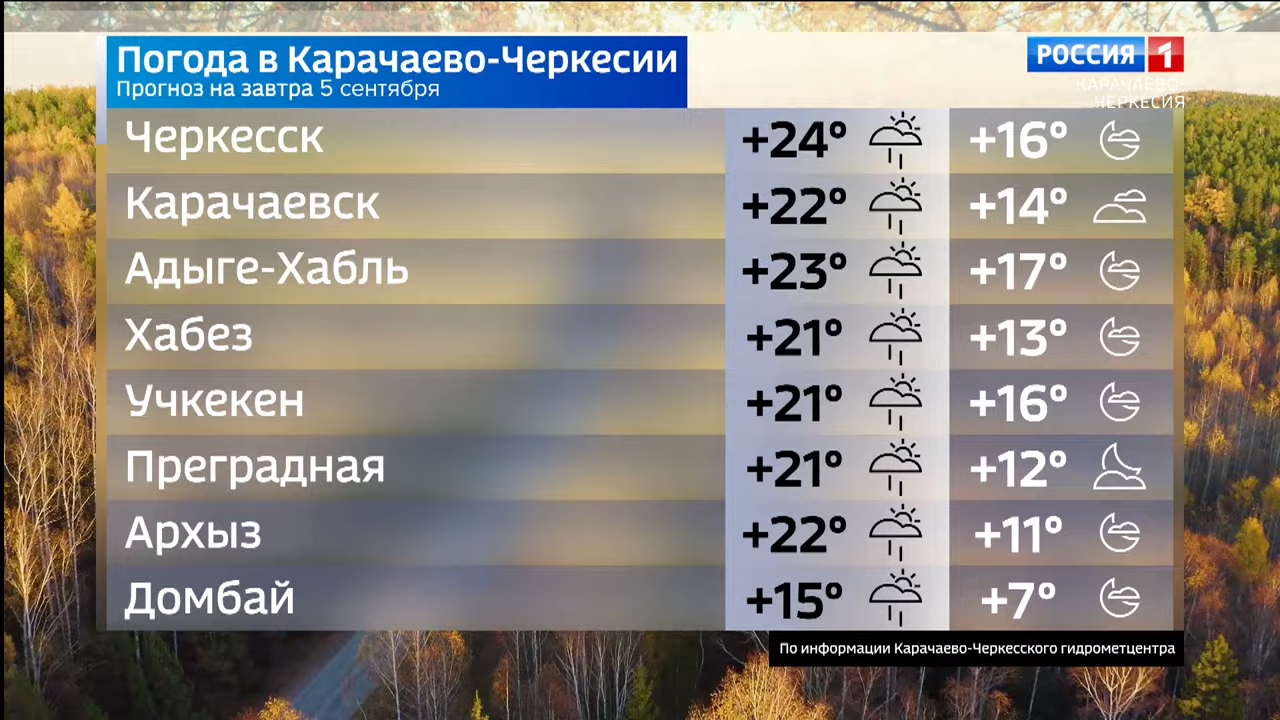 Погода в Карачаево-Черкесии
Прогноз на завтра 5 сентября
РОССИЯ 1
КАРАЧАЕВО-
ЧЕРКЕСИЯ
Черкесск +24° +16°
Карачаевск +22° +14°
Адыге-Хабль +23° +17°
Хабез +21° +13°
Учкекен +21° +16°
Преградная +21° +12°
Архыз +22° +11°
Домбай +15° +7°
По информации Карачаево-Черкесского гидрометцентра